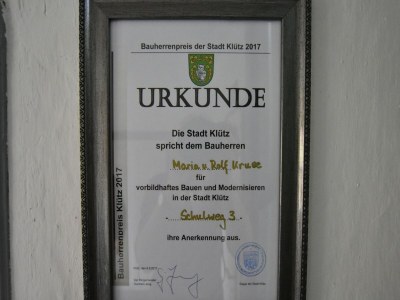 Bauherrenpreis der Stadt Klütz 2017
URKUNDE
Die Stadt Klütz
spricht dem Bauherren
Maria u. Rolf Kruse
für
vorbildhaftes Bauen und Modernisieren
in der Stadt Klütz
- Schulweg 3 -
ihre Anerkennung aus.
Bauherrenpreis Klütz 2017